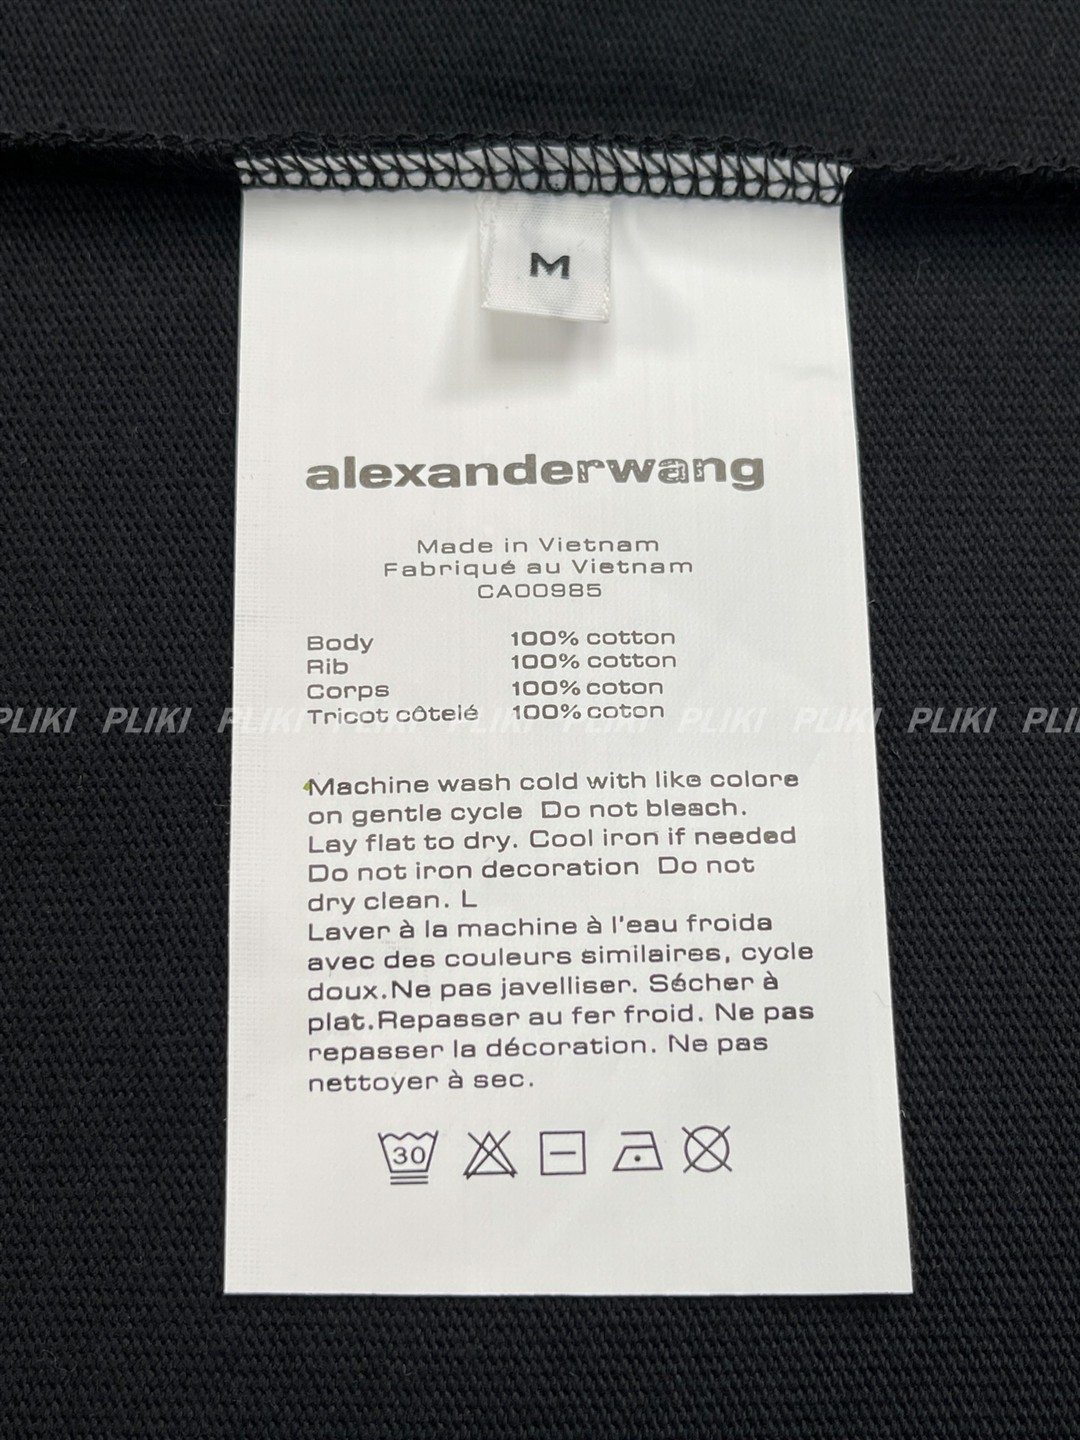 M
alexanderwang
Made in Vietnam
Fabriqué au Vietnam
CA00985
Body 100% cotton
Rib 100% cotton
Corps 100% coton
Tricot côtelé 100% coton
PLIKI PLIKI PLIKI PLIKI PLIKI PLIKI PLIKI PLIKI PLIKI PLI
Machine wash cold with like colore
on gentle cycle Do not bleach.
Lay flat to dry. Cool iron if needed
Do not iron decoration Do not
dry clean. L
Laver à la machine à l'eau froida
avec des couleurs similaires, cycle
doux.Ne pas javelliser. Sécher à
plat.Repasser au fer froid. Ne pas
repasser la décoration. Ne pas
nettoyer à sec.
30